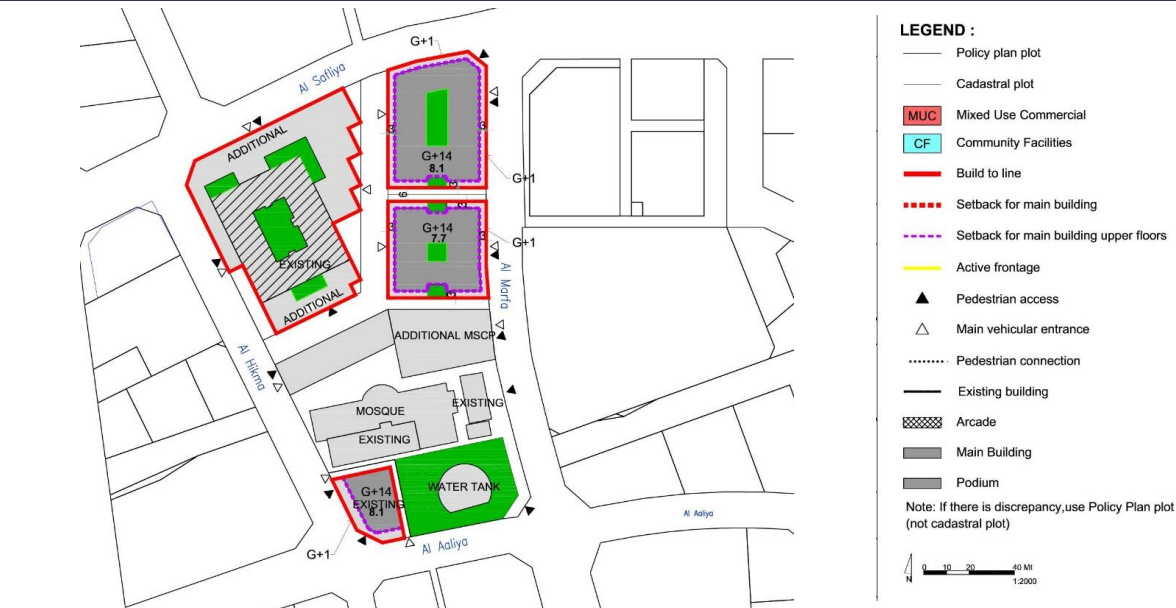 G+1
Al Safliya
ADDITIONAL
3
3
G+14
8.1
3
G+1
6
3
3
G+14
7.7
3
G+1
EXISTING
3
ADDITIONAL
Al Marfa
ADDITIONAL MSCP
Al Hikma
EXISTING
MOSQUE
EXISTING
WATER TANK
G+14
EXISTING
8.1
Al Aaliya
Al Aaliya
G+1
LEGEND :
Policy plan plot
Cadastral plot
MUC Mixed Use Commercial
CF Community Facilities
Build to line
Setback for main building
Setback for main building upper floors
Active frontage
Pedestrian access
Main vehicular entrance
Pedestrian connection
Existing building
Arcade
Main Building
Podium
Note: If there is discrepancy,use Policy Plan plot
(not cadastral plot)
N
0 10 20 40 Mt
1:2000